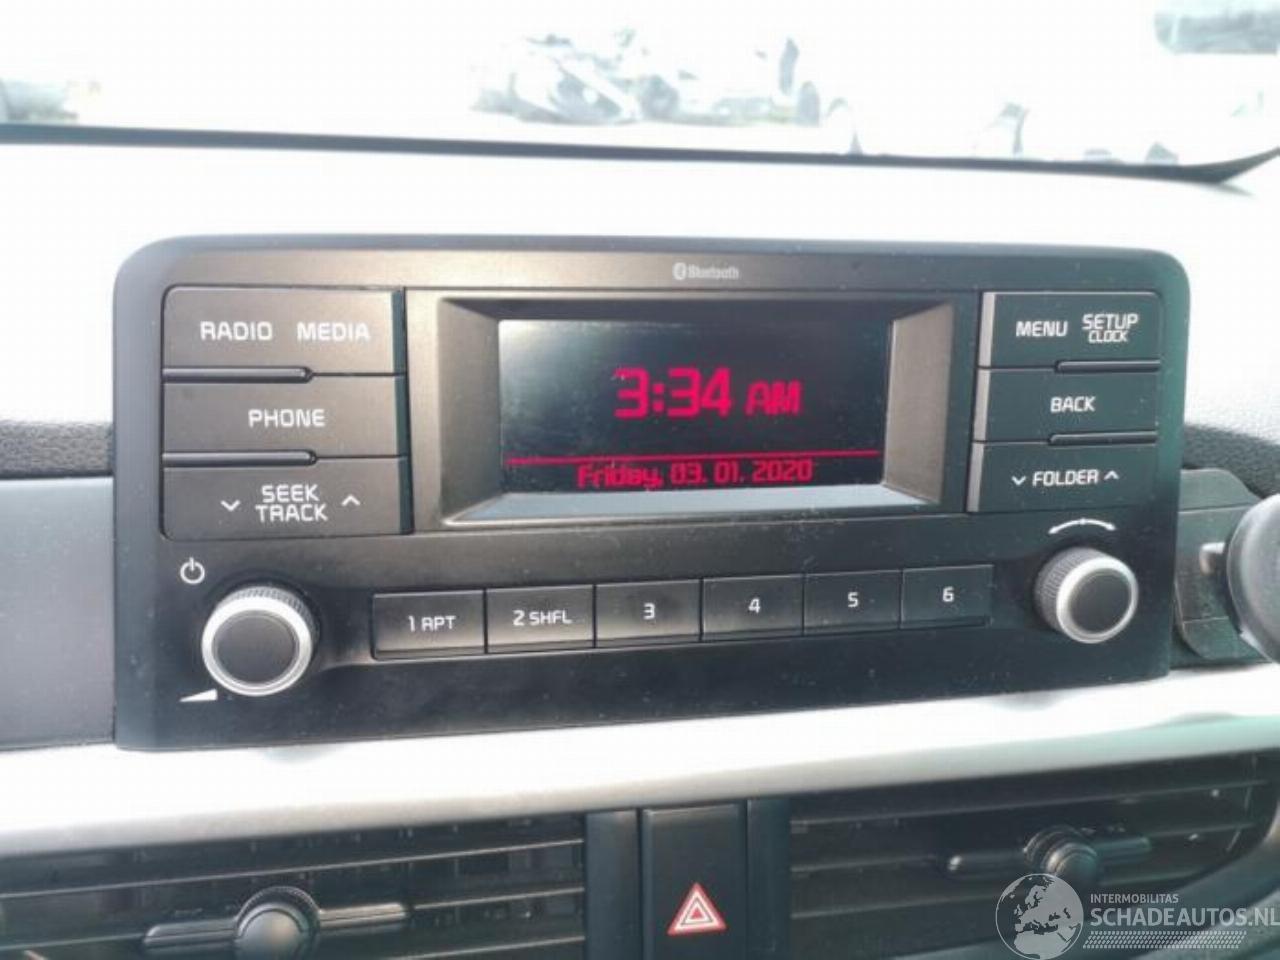 Bluetooth
RADIO MEDIA
PHONE
SEEK
TRACK
3:34 AM
Friday, 03. 01. 2020
MENU SETUP
CLOCK
BACK
FOLDER
1 RPT
2 SHFL
3
4
5
6
INTERMOBILITAS
SCHADEAUTOS.NL